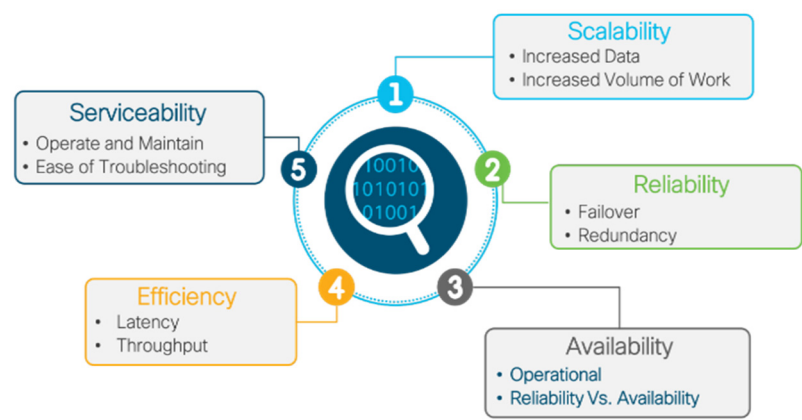 1
Scalability
• Increased Data
• Increased Volume of Work
2
Reliability
• Failover
• Redundancy
3
Availability
• Operational
• Reliability Vs. Availability
4
Efficiency
• Latency
• Throughput
5
Serviceability
• Operate and Maintain
• Ease of Troubleshooting
10010
1010101
01001